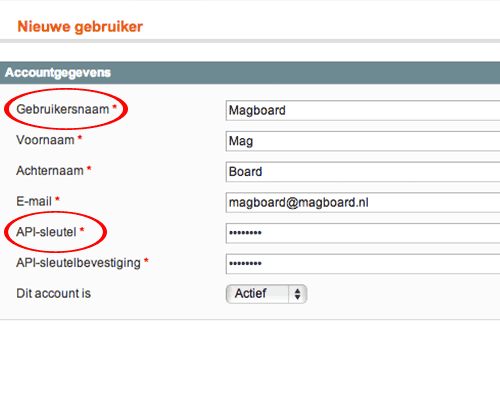 Nieuwe gebruiker
Accountgegevens
Gebruikersnaam * Magboard
Voornaam * Mag
Achternaam * Board
E-mail * magboard@magboard.nl
API-sleutel * ••••••••
API-sleutelbevestiging * ••••••••
Dit account is Actief